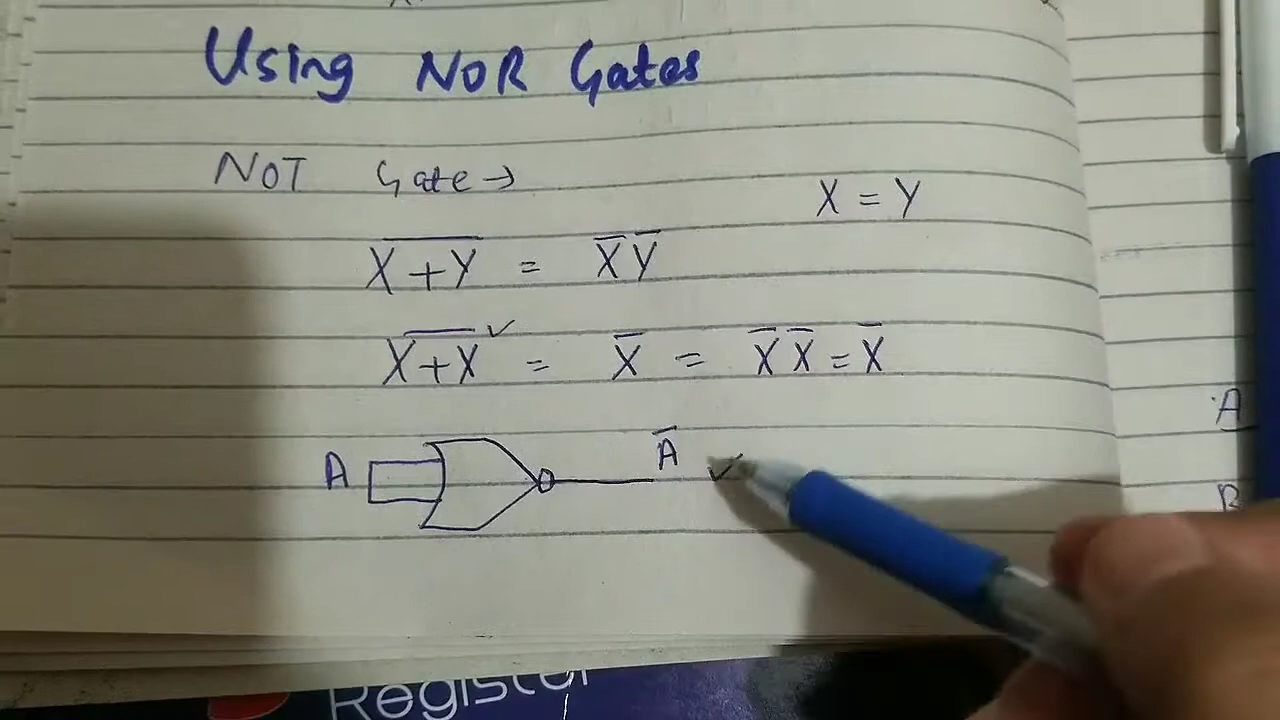 Using NOR Gates
NOT Gate →
X = Y
X̅ ̅+̅ ̅Y̅ = X̅ Y̅
X̅ ̅+̅ ̅X̅ ✓ = X̅ = X̅ X̅ = X̅
A A̅ ✓
A
B
Register